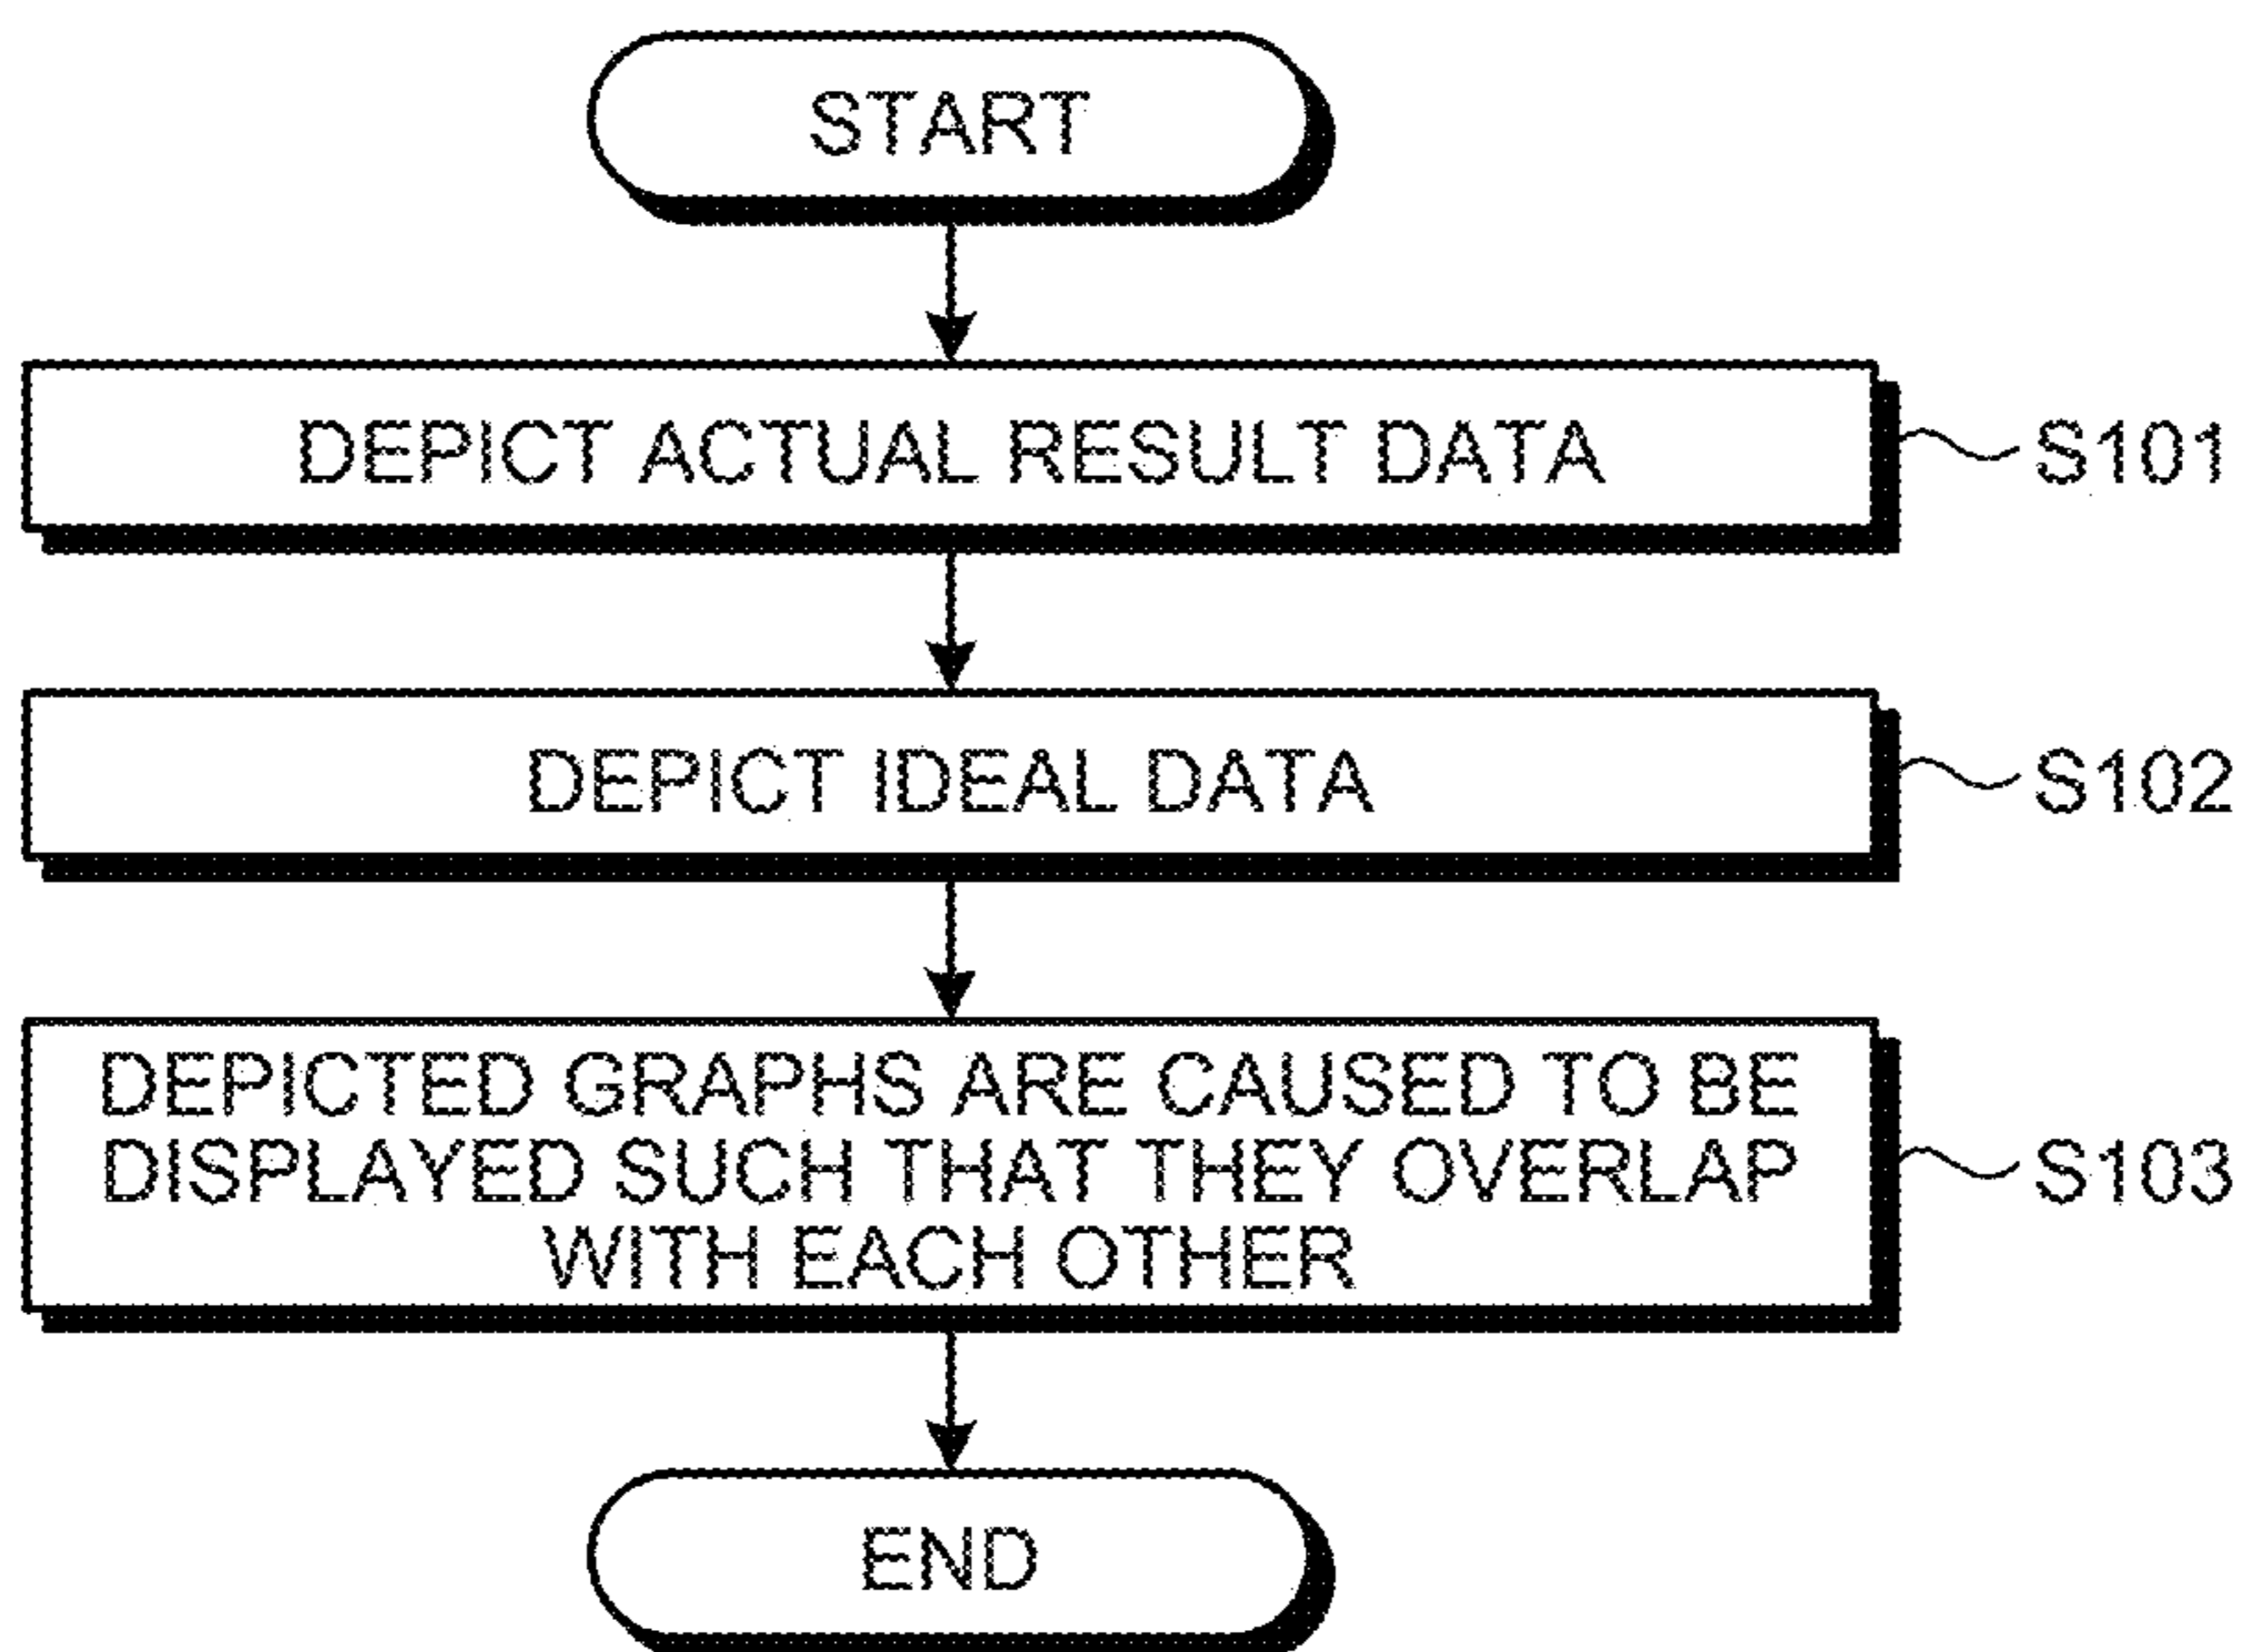 START
DEPICT ACTUAL RESULT DATA
S101
DEPICT IDEAL DATA
S102
DEPICTED GRAPHS ARE CAUSED TO BE
DISPLAYED SUCH THAT THEY OVERLAP
WITH EACH OTHER
S103
END